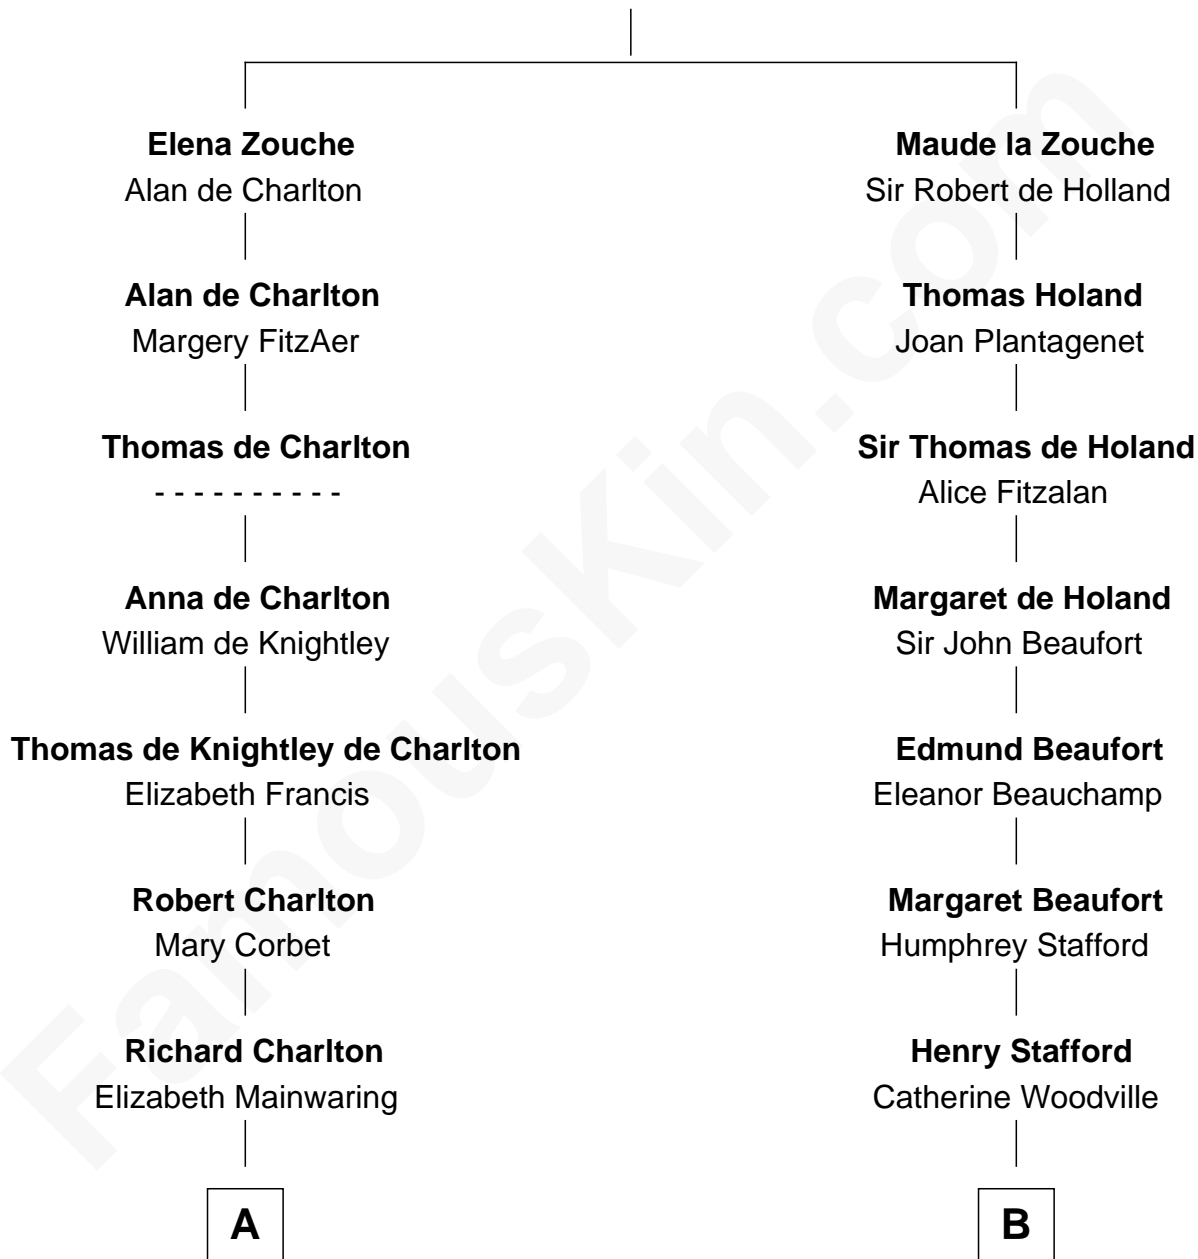 Elena Zouche
Alan de Charlton
Alan de Charlton
Margery FitzAer
Thomas de Charlton
- - - - - - - - - -
Anna de Charlton
William de Knightley
Thomas de Knightley de Charlton
Elizabeth Francis
Robert Charlton
Mary Corbet
Richard Charlton
Elizabeth Mainwaring
A
Maude la Zouche
Sir Robert de Holland
Thomas Holand
Joan Plantagenet
Sir Thomas de Holand
Alice Fitzalan
Margaret de Holand
Sir John Beaufort
Edmund Beaufort
Eleanor Beauchamp
Margaret Beaufort
Humphrey Stafford
Henry Stafford
Catherine Woodville
B
FamousKin.com